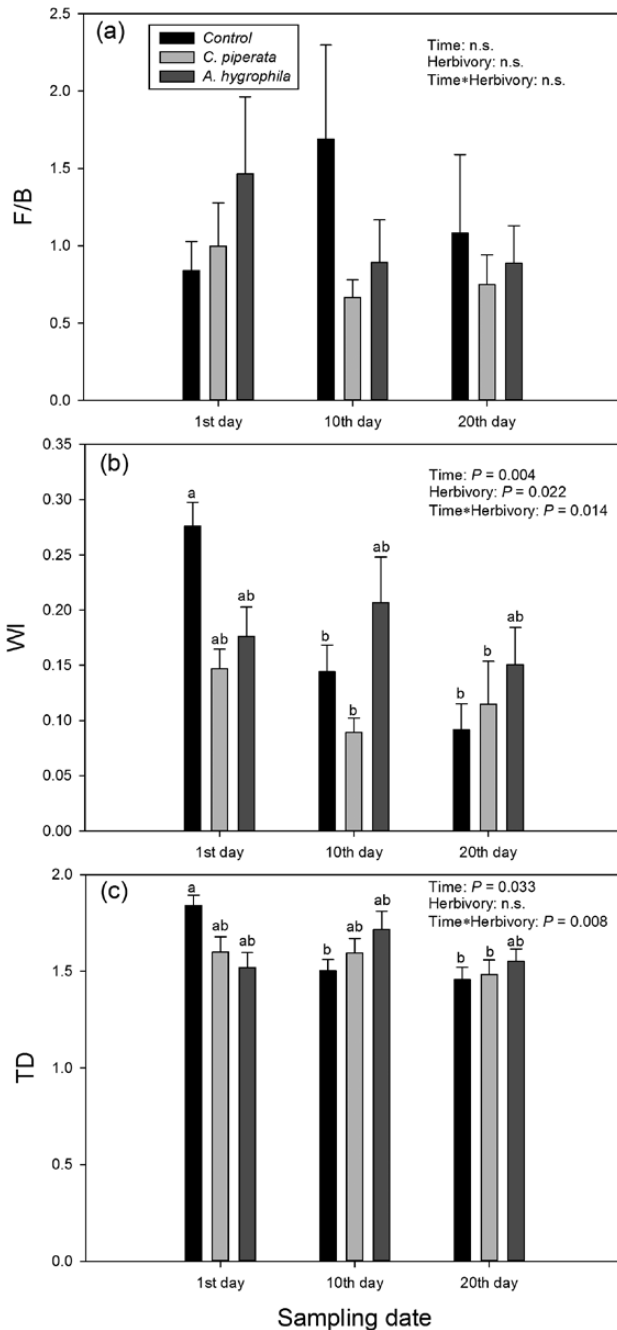 (a)
Control
C. piperata
A. hygrophila
Time: n.s.
Herbivory: n.s.
Time*Herbivory: n.s.
2.5
2.0
1.5
1.0
0.5
0.0
F/B
1st day
10th day
20th day
(b)
Time: P = 0.004
Herbivory: P = 0.022
Time*Herbivory: P = 0.014
0.35
0.30
0.25
0.20
0.15
0.10
0.05
0.00
WI
a
ab
ab
b
b
ab
b
b
ab
1st day
10th day
20th day
(c)
Time: P = 0.033
Herbivory: n.s.
Time*Herbivory: P = 0.008
2.0
1.5
1.0
0.5
0.0
TD
a
ab
ab
b
ab
ab
b
b
ab
1st day
10th day
20th day
Sampling date